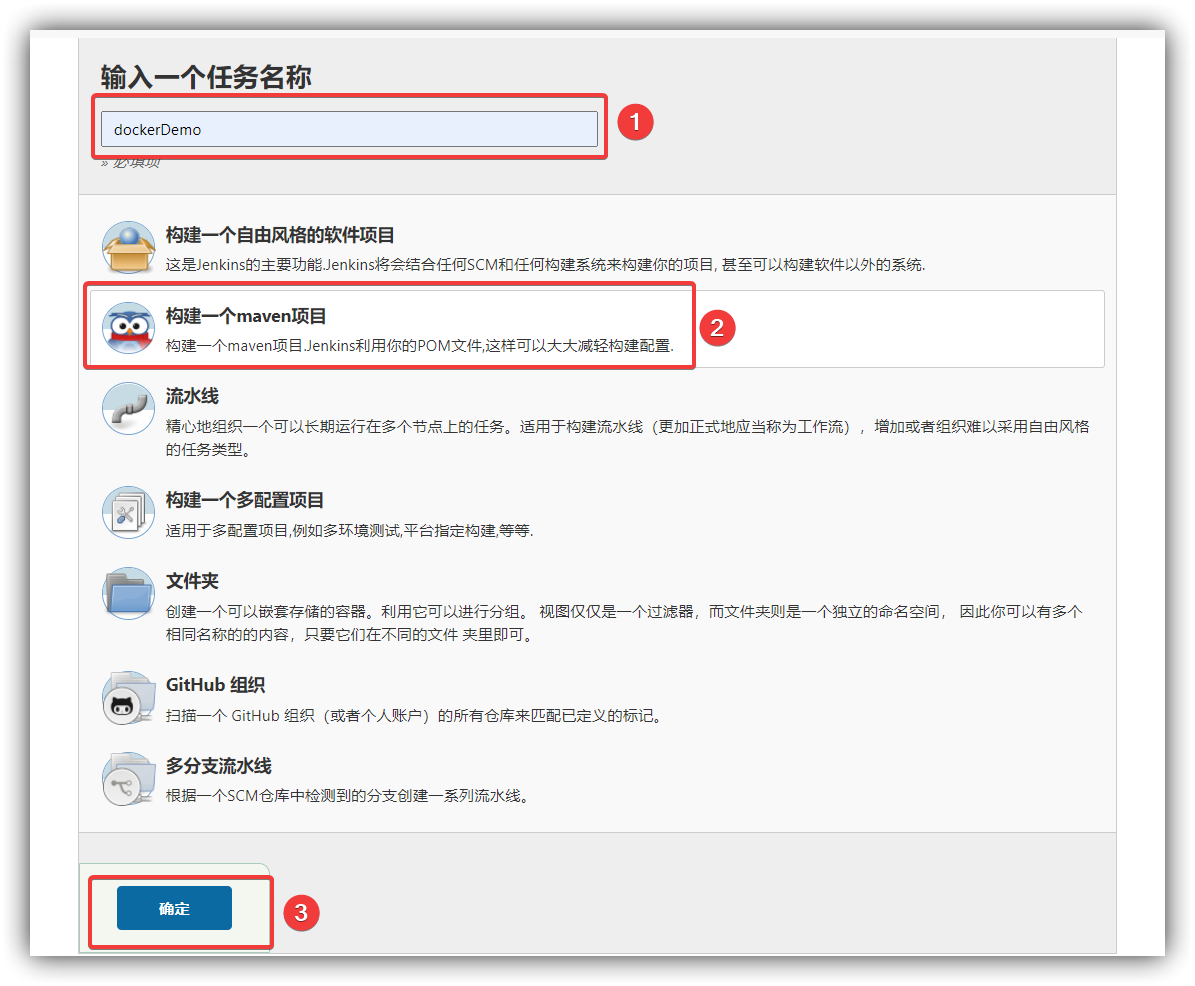 输入一个任务名称
dockerDemo
1
» 必填项
构建一个自由风格的软件项目
这是Jenkins的主要功能.Jenkins将会结合任何SCM和任何构建系统来构建你的项目, 甚至可以构建软件以外的系统.
构建一个maven项目
构建一个maven项目.Jenkins利用你的POM文件,这样可以大大减轻构建配置.
2
流水线
精心地组织一个可以长期运行在多个节点上的任务。适用于构建流水线（更加正式地应当称为工作流），增加或者组织难以采用自由风格
的任务类型。
构建一个多配置项目
适用于多配置项目,例如多环境测试,平台指定构建,等等.
文件夹
创建一个可以嵌套存储的容器。利用它可以进行分组。 视图仅仅是一个过滤器，而文件夹则是一个独立的命名空间， 因此你可以有多个
相同名称的的内容，只要它们在不同的文件 夹里即可。
GitHub 组织
扫描一个 GitHub 组织（或者个人账户）的所有仓库来匹配已定义的标记。
多分支流水线
根据一个SCM仓库中检测到的分支创建一系列流水线。
确定
3